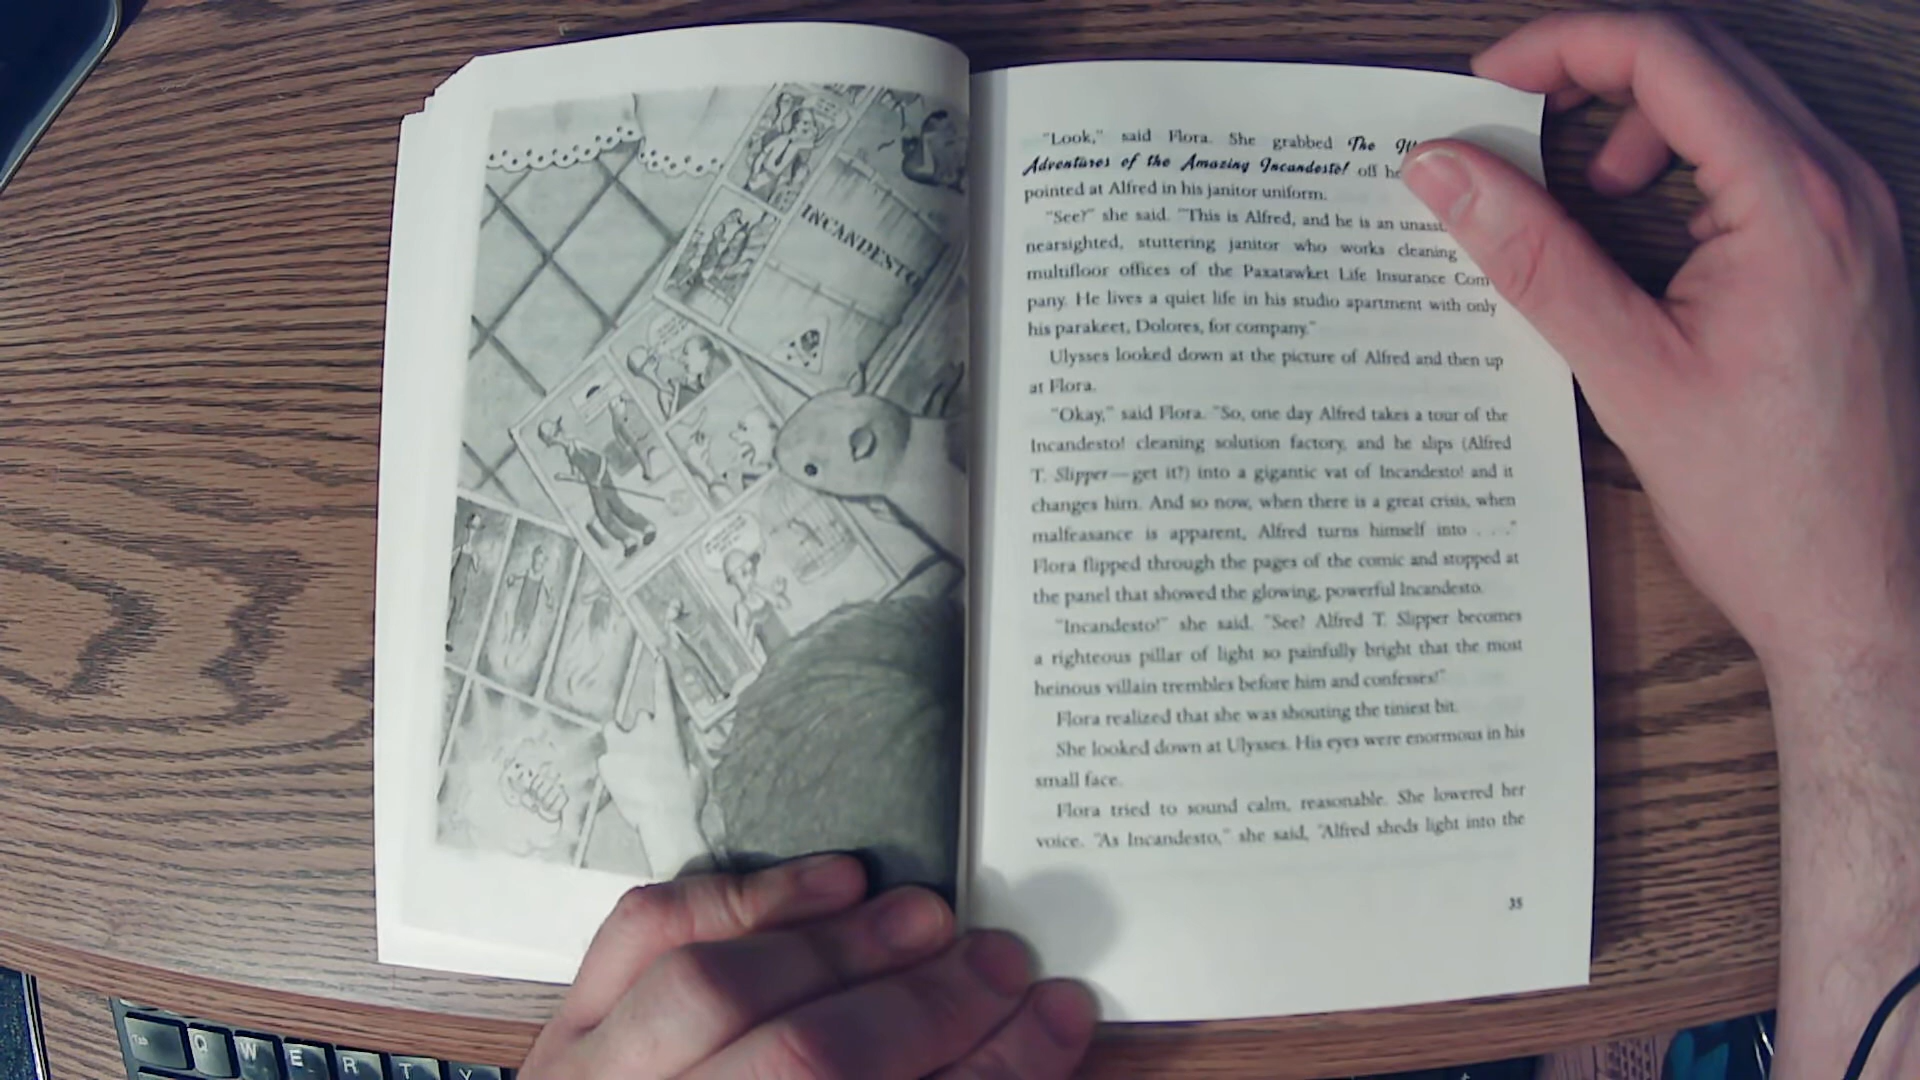 INCANDESTO
"Look," said Flora. She grabbed The
Adventures of the Amazing Incandesto! off
pointed at Alfred in his janitor uniform.
"See?" she said. "This is Alfred, and he is an
nearsighted, stuttering janitor who works cleaning
multifloor offices of the Paxatawket Life Insurance Com-
pany. He lives a quiet life in his studio apartment with only
his parakeet, Dolores, for company."
Ulysses looked down at the picture of Alfred and then up
at Flora.
"Okay," said Flora. "So, one day Alfred takes a tour of the
Incandesto! cleaning solution factory, and he slips (Alfred
T. Slipper—get it?) into a gigantic vat of Incandesto! and it
changes him. And so now, when there is a great crisis, when
malfeasance is apparent, Alfred turns himself into . . ."
Flora flipped through the pages of the comic and stopped at
the panel that showed the glowing, powerful Incandesto.
"Incandesto!" she said. "See? Alfred T. Slipper becomes
a righteous pillar of light so painfully bright that the most
heinous villain trembles before him and confesses!"
Flora realized that she was shouting the tiniest bit.
She looked down at Ulysses. His eyes were enormous in his
small face.
Flora tried to sound calm, reasonable. She lowered her
voice. "As Incandesto," she said, "Alfred sheds light into the
35
Tab Q W E R T Y